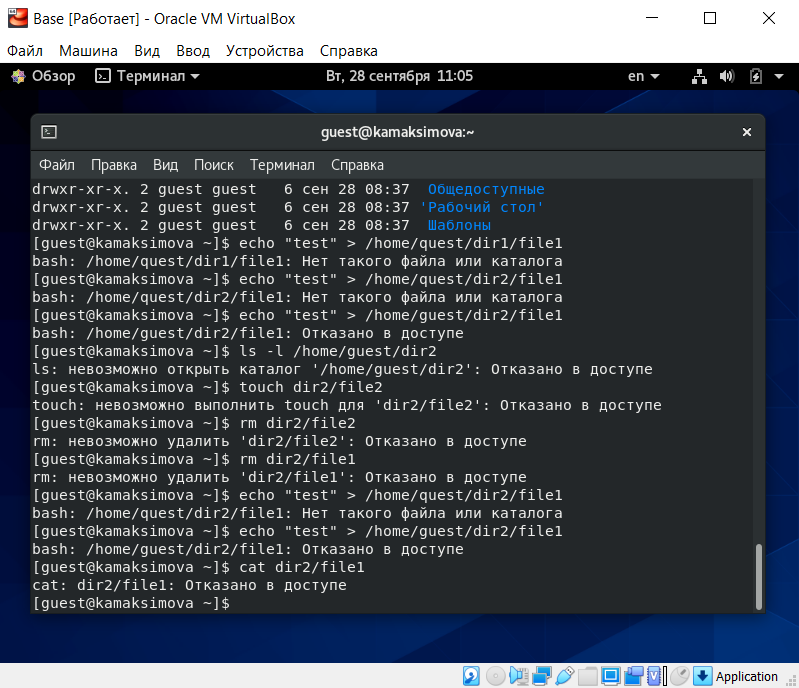 Base [Работает] - Oracle VM VirtualBox
Файл Машина Вид Ввод Устройства Справка
Обзор Терминал Вт, 28 сентября 11:05 en
guest@kamaksimova:~
Файл Правка Вид Поиск Терминал Справка
drwxr-xr-x. 2 guest guest 6 сен 28 08:37 Общедоступные
drwxr-xr-x. 2 guest guest 6 сен 28 08:37 'Рабочий стол'
drwxr-xr-x. 2 guest guest 6 сен 28 08:37 Шаблоны
[guest@kamaksimova ~]$ echo "test" > /home/quest/dir1/file1
bash: /home/quest/dir1/file1: Нет такого файла или каталога
[guest@kamaksimova ~]$ echo "test" > /home/quest/dir2/file1
bash: /home/quest/dir2/file1: Нет такого файла или каталога
[guest@kamaksimova ~]$ echo "test" > /home/guest/dir2/file1
bash: /home/guest/dir2/file1: Отказано в доступе
[guest@kamaksimova ~]$ ls -l /home/guest/dir2
ls: невозможно открыть каталог '/home/guest/dir2': Отказано в доступе
[guest@kamaksimova ~]$ touch dir2/file2
touch: невозможно выполнить touch для 'dir2/file2': Отказано в доступе
[guest@kamaksimova ~]$ rm dir2/file2
rm: невозможно удалить 'dir2/file2': Отказано в доступе
[guest@kamaksimova ~]$ rm dir2/file1
rm: невозможно удалить 'dir2/file1': Отказано в доступе
[guest@kamaksimova ~]$ echo "test" > /home/quest/dir2/file1
bash: /home/quest/dir2/file1: Нет такого файла или каталога
[guest@kamaksimova ~]$ echo "test" > /home/guest/dir2/file1
bash: /home/guest/dir2/file1: Отказано в доступе
[guest@kamaksimova ~]$ cat dir2/file1
cat: dir2/file1: Отказано в доступе
[guest@kamaksimova ~]$
Application